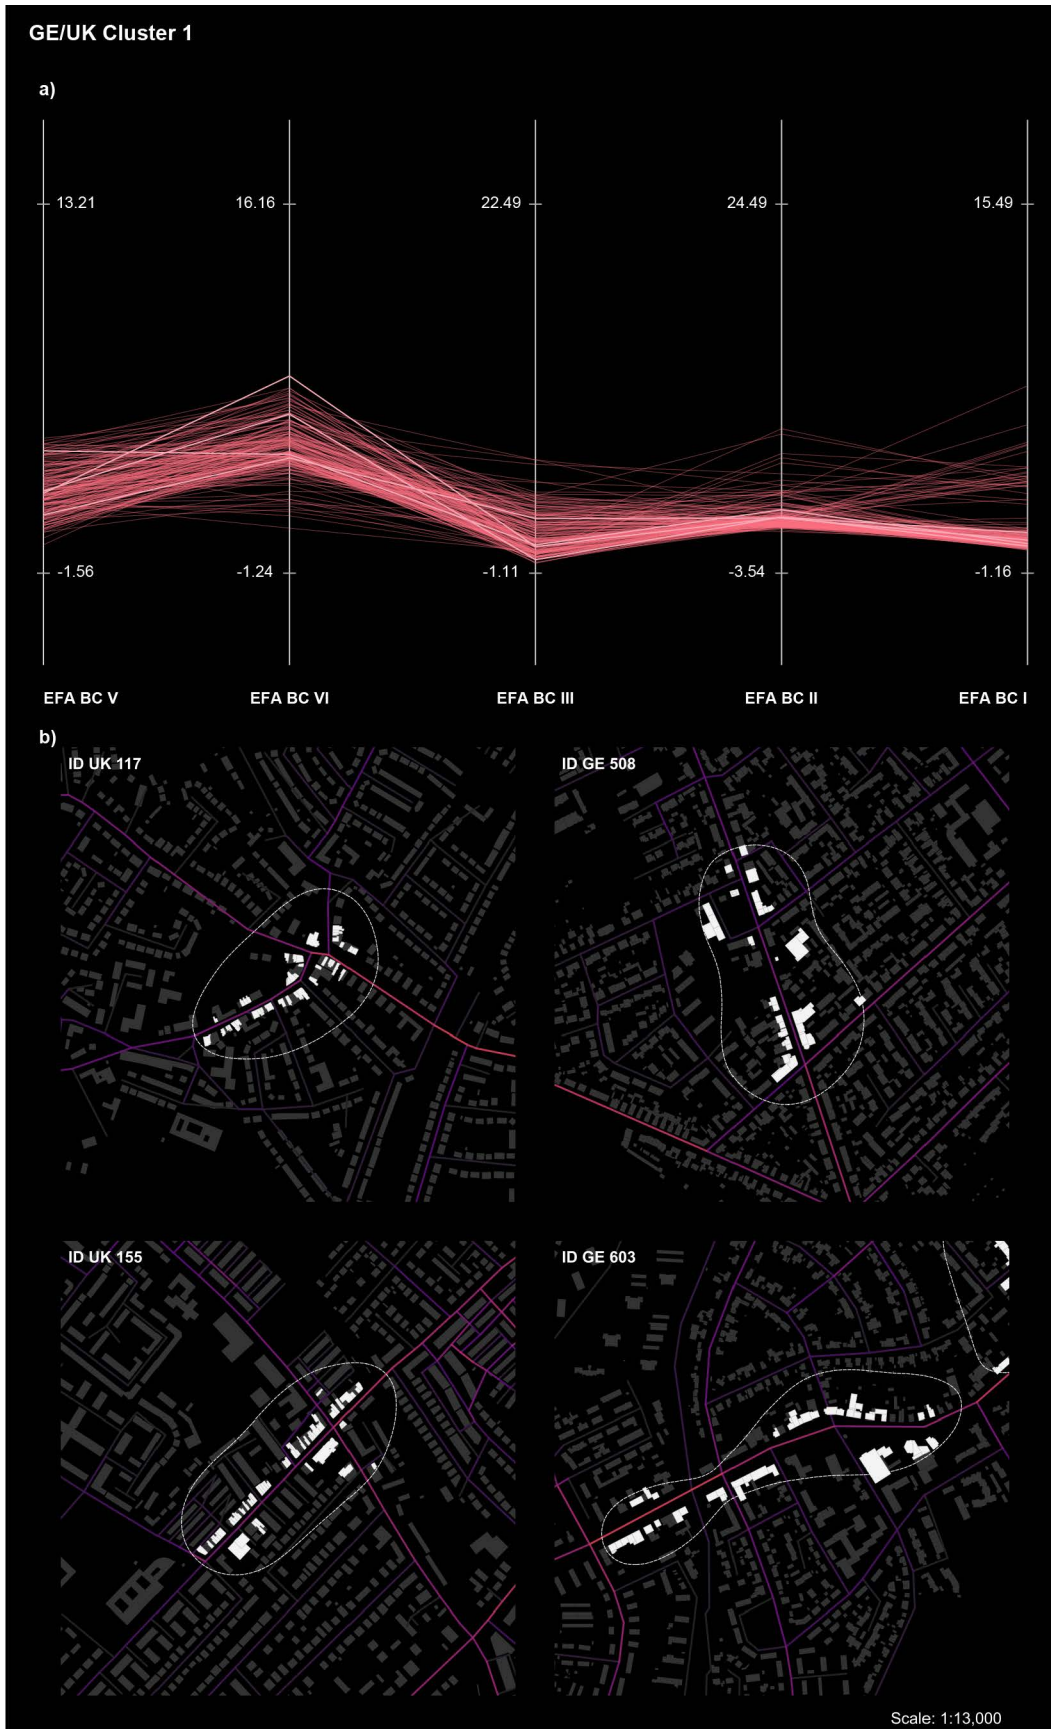 GE/UK Cluster 1
a)
13.21 16.16 22.49 24.49 15.49
-1.56 -1.24 -1.11 -3.54 -1.16
EFA BC V EFA BC VI EFA BC III EFA BC II EFA BC I
b)
ID UK 117 ID GE 508
ID UK 155 ID GE 603
Scale: 1:13,000